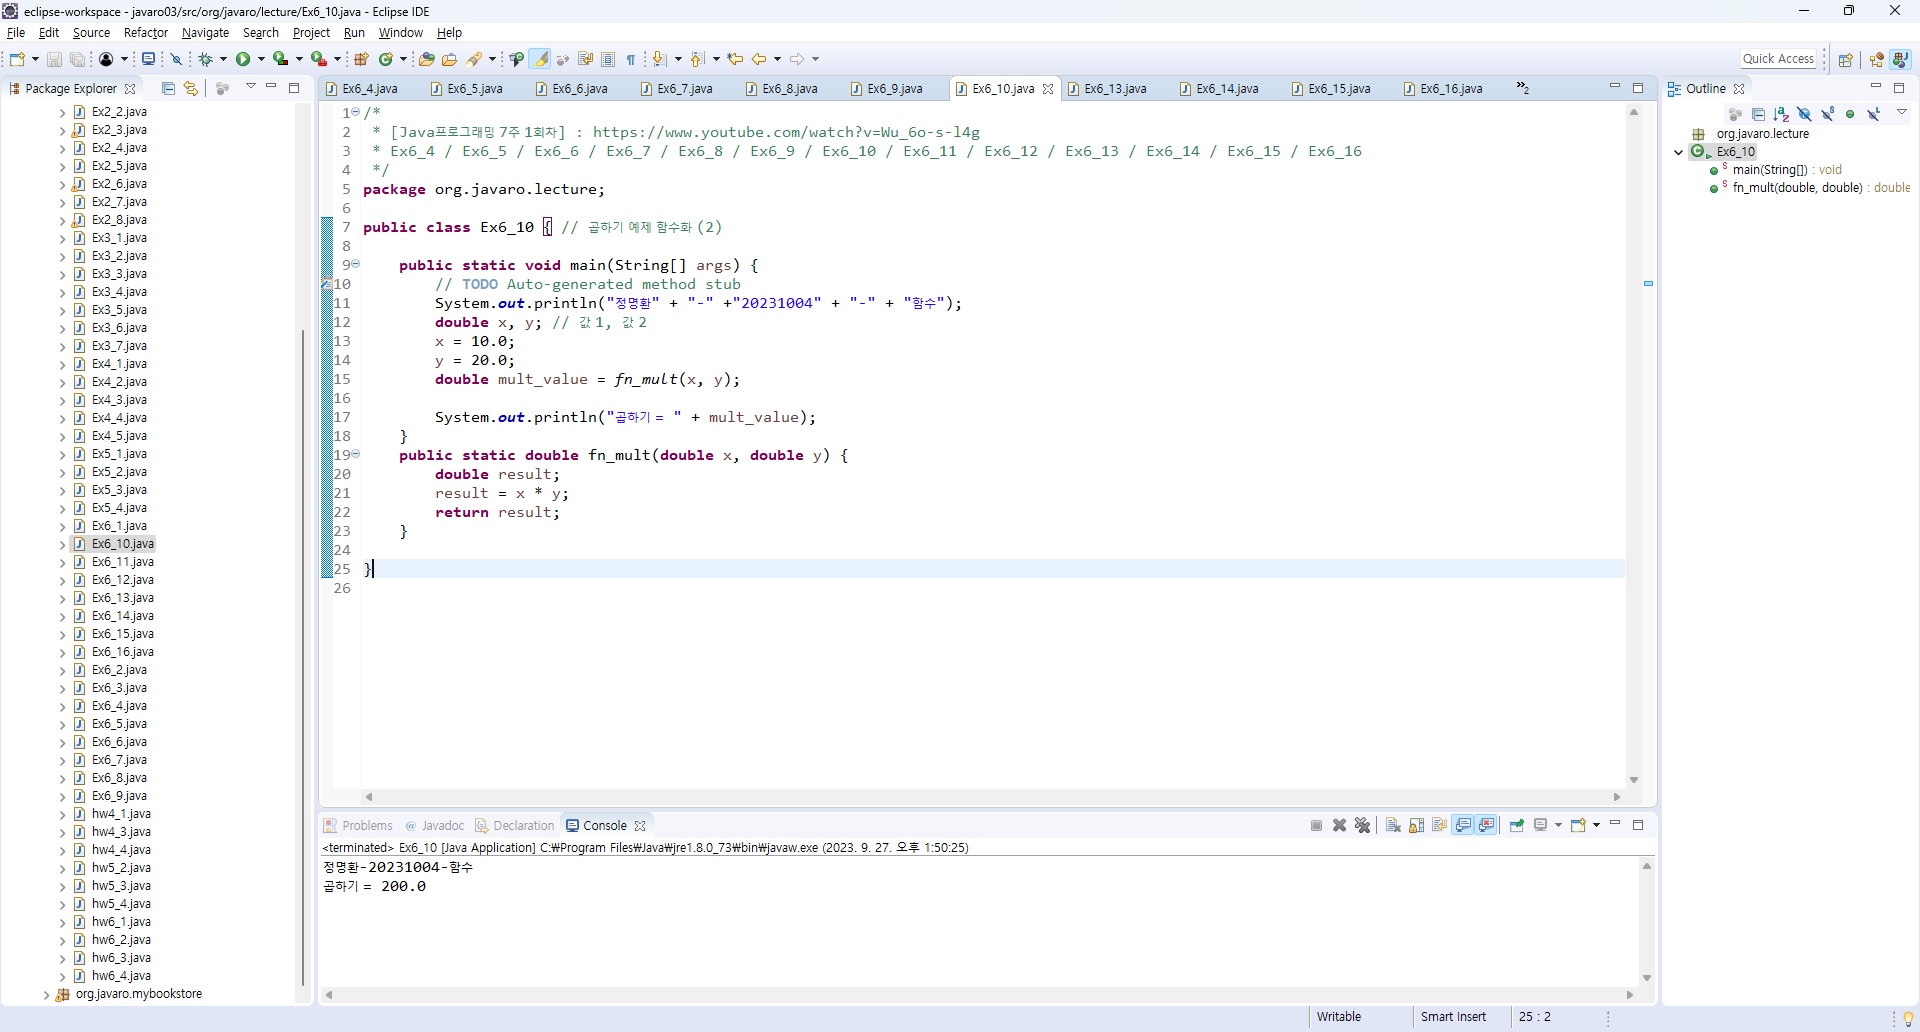 eclipse-workspace - javaro03/src/org/javaro/lecture/Ex6_10.java - Eclipse IDE
File Edit Source Refactor Navigate Search Project Run Window Help
Quick Access
Package Explorer
Ex2_2.java
Ex2_3.java
Ex2_4.java
Ex2_5.java
Ex2_6.java
Ex2_7.java
Ex2_8.java
Ex3_1.java
Ex3_2.java
Ex3_3.java
Ex3_4.java
Ex3_5.java
Ex3_6.java
Ex3_7.java
Ex4_1.java
Ex4_2.java
Ex4_3.java
Ex4_4.java
Ex4_5.java
Ex5_1.java
Ex5_2.java
Ex5_3.java
Ex5_4.java
Ex6_1.java
Ex6_10.java
Ex6_11.java
Ex6_12.java
Ex6_13.java
Ex6_14.java
Ex6_15.java
Ex6_16.java
Ex6_2.java
Ex6_3.java
Ex6_4.java
Ex6_5.java
Ex6_6.java
Ex6_7.java
Ex6_8.java
Ex6_9.java
hw4_1.java
hw4_3.java
hw4_4.java
hw5_2.java
hw5_3.java
hw5_4.java
hw6_1.java
hw6_2.java
hw6_3.java
hw6_4.java
org.javaro.mybookstore
Ex6_4.java Ex6_5.java Ex6_6.java Ex6_7.java Ex6_8.java Ex6_9.java Ex6_10.java Ex6_13.java Ex6_14.java Ex6_15.java Ex6_16.java »2
1 /*
2 * [Java프로그래밍 7주 1회차] : https://www.youtube.com/watch?v=Wu_6o-s-l4g
3 * Ex6_4 / Ex6_5 / Ex6_6 / Ex6_7 / Ex6_8 / Ex6_9 / Ex6_10 / Ex6_11 / Ex6_12 / Ex6_13 / Ex6_14 / Ex6_15 / Ex6_16
4 */
5 package org.javaro.lecture;
6
7 public class Ex6_10 { // 곱하기 예제 함수화 (2)
8
9 public static void main(String[] args) {
10 // TODO Auto-generated method stub
11 System.out.println("정명환" + "-" +"20231004" + "-" + "함수");
12 double x, y; // 값1, 값2
13 x = 10.0;
14 y = 20.0;
15 double mult_value = fn_mult(x, y);
16
17 System.out.println("곱하기 = " + mult_value);
18 }
19 public static double fn_mult(double x, double y) {
20 double result;
21 result = x * y;
22 return result;
23 }
24
25 }
26
Problems Javadoc Declaration Console
<terminated> Ex6_10 [Java Application] C:₩Program Files₩Java₩jre1.8.0_73₩bin₩javaw.exe (2023. 9. 27. 오후 1:50:25)
정명환-20231004-함수
곱하기 = 200.0
Outline
org.javaro.lecture
Ex6_10
main(String[]) : void
fn_mult(double, double) : double
Writable Smart Insert 25 : 2